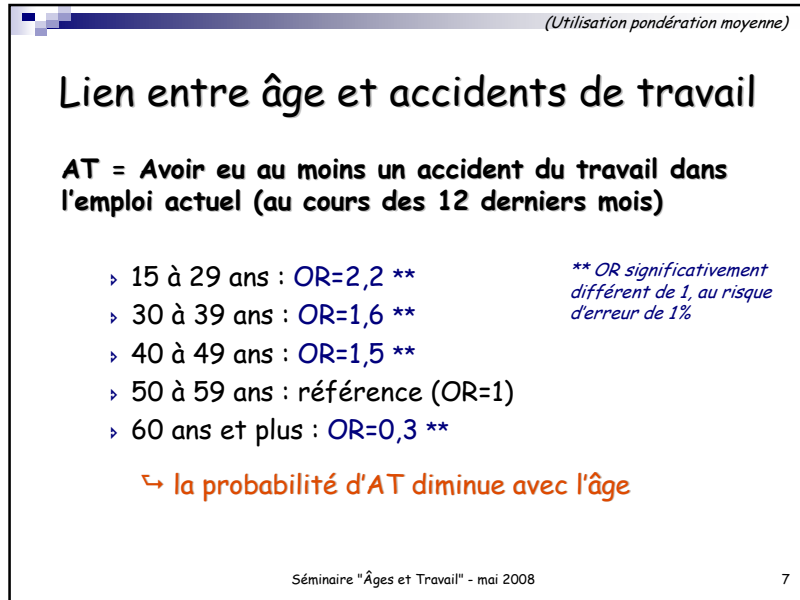 (Utilisation pondération moyenne)
Lien entre âge et accidents de travail
AT = Avoir eu au moins un accident du travail dans
l'emploi actuel (au cours des 12 derniers mois)
15 à 29 ans : OR=2,2 **
30 à 39 ans : OR=1,6 **
40 à 49 ans : OR=1,5 **
50 à 59 ans : référence (OR=1)
60 ans et plus : OR=0,3 **
** OR significativement
différent de 1, au risque
d'erreur de 1%
↪ la probabilité d'AT diminue avec l'âge
Séminaire "Âges et Travail" - mai 2008
7